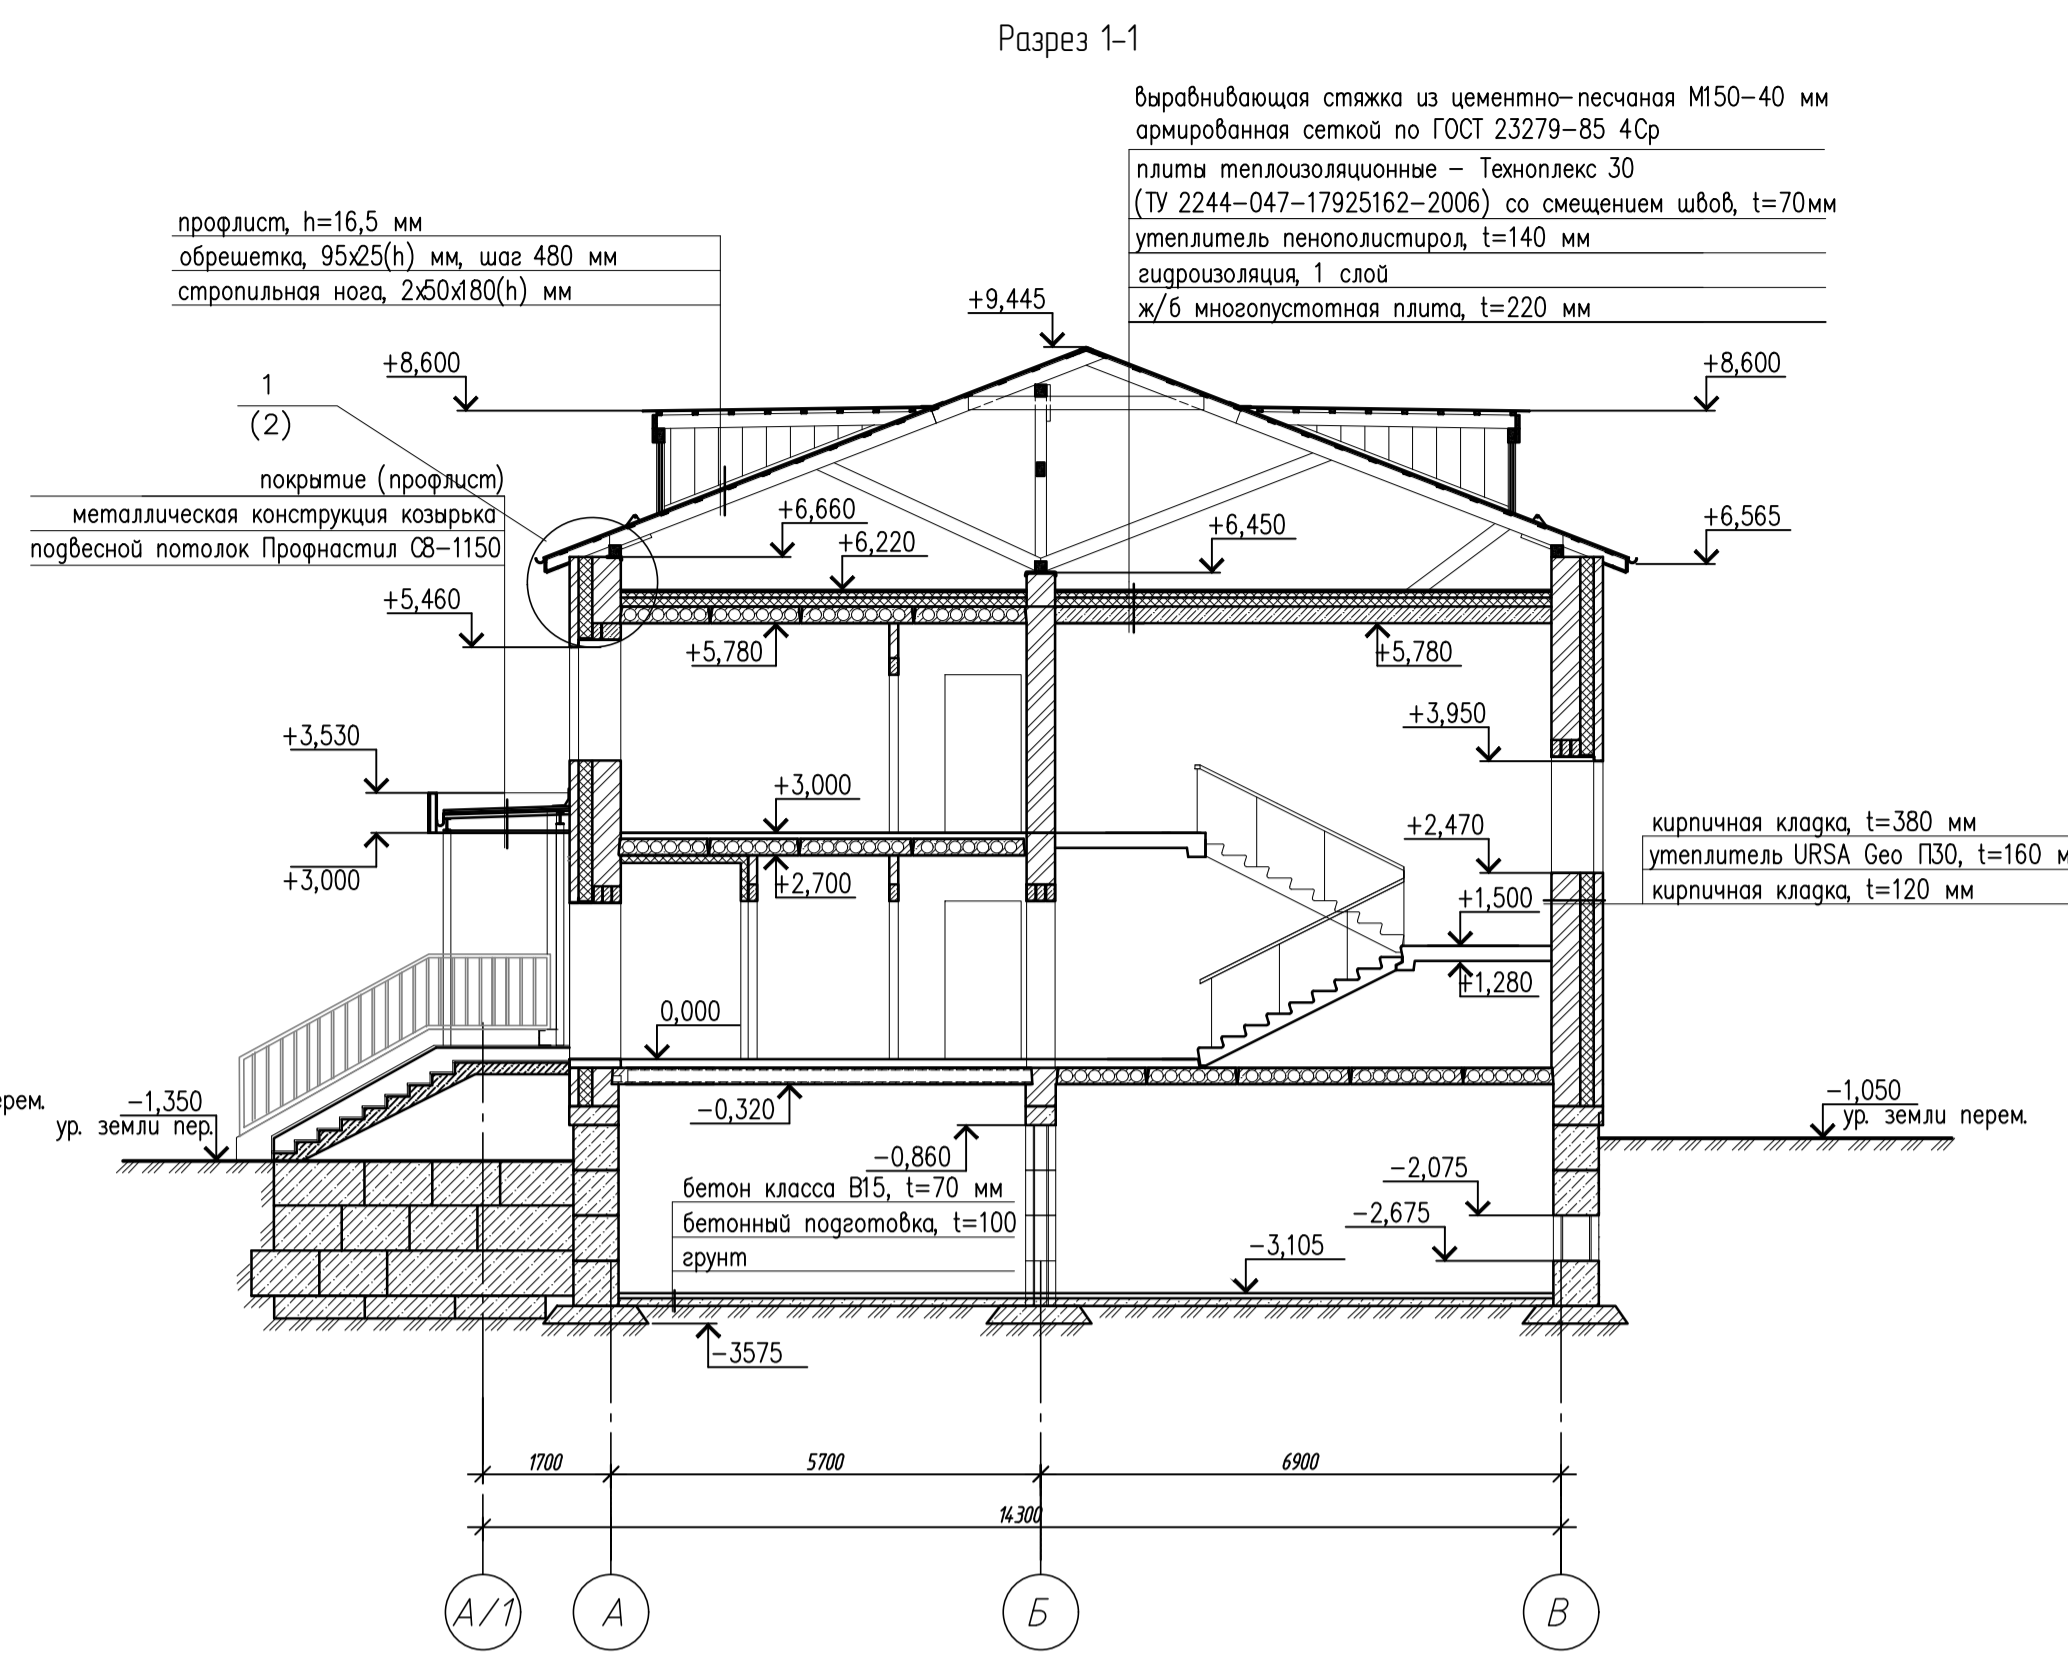 Разрез 1-1
выравнивающая стяжка из цементно-песчаная М150-40 мм
армированная сеткой по ГОСТ 23279-85 4Ср
плиты теплоизоляционные - Техноплекс 30
(ТУ 2244-047-17925162-2006) со смещением швов, t=70мм
утеплитель пенополистирол, t=140 мм
гидроизоляция, 1 слой
ж/б многопустотная плита, t=220 мм
профлист, h=16,5 мм
обрешетка, 95х25(h) мм, шаг 480 мм
стропильная нога, 2х50х180(h) мм
+9,445
+8,600
+8,600
1
(2)
покрытие (профлист)
металлическая конструкция козырька
подвесной потолок Профнастил С8-1150
+6,660
+6,220
+6,450
+6,565
+5,460
+5,780
+5,780
+3,530
+3,950
+3,000
+3,000
+2,700
+2,470
кирпичная кладка, t=380 мм
утеплитель URSA Geo П30, t=160 м
кирпичная кладка, t=120 мм
+1,500
+1,280
0,000
-0,320
ерем.
-1,350
ур. земли пер.
-1,050
ур. земли перем.
-0,860
-2,075
-2,675
бетон класса В15, t=70 мм
бетонный подготовка, t=100
грунт
-3,105
-3575
1700
5700
6900
14300
А/1
А
Б
В